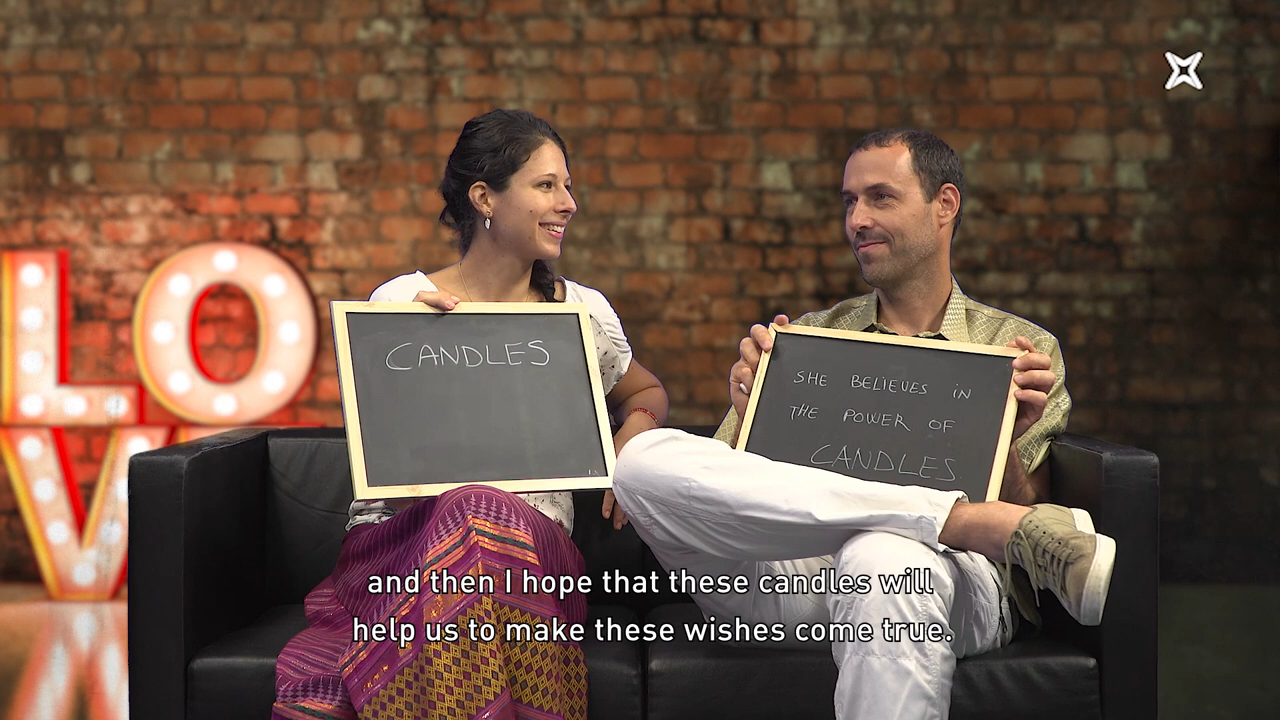 LO
V
CANDLES
SHE BELIEVES iN
THE POWER OF
CANDLES
and then I hope that these candles will
help us to make these wishes come true.